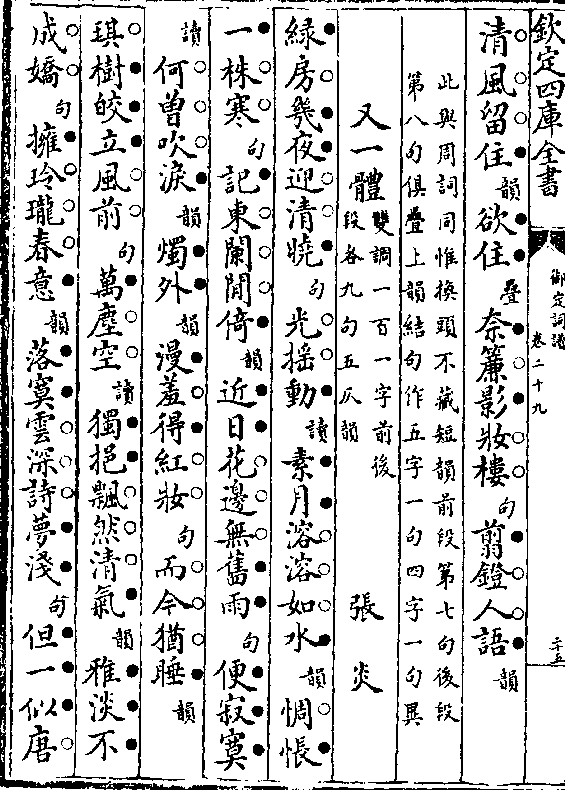 欽定四庫全書
御定詞譜
卷二十九
二十五
清風留住韻欲住疊奈簾影妝樓句翦鐙人語韻
此與周詞同惟換頭不藏短韻前段第七句後段
第八句俱疊上韻結句作五字一句四字一句異
又一體雙調一百一字前後段各九句五仄韻 張炎
綠房幾夜迎清曉句光搖動讀素月溶溶如水韻惆悵
一株寒句記東闌閒倚韻近日花邊無舊雨句便寂寞
讀何曾吹淚韻燭外韻漫羞得紅妝句而今猶睡韻
琪樹皎立風前句萬塵空讀獨挹飄然清氣韻雅淡不
成嬌句擁玲瓏春意韻落寞雲深詩夢淺句但一似唐